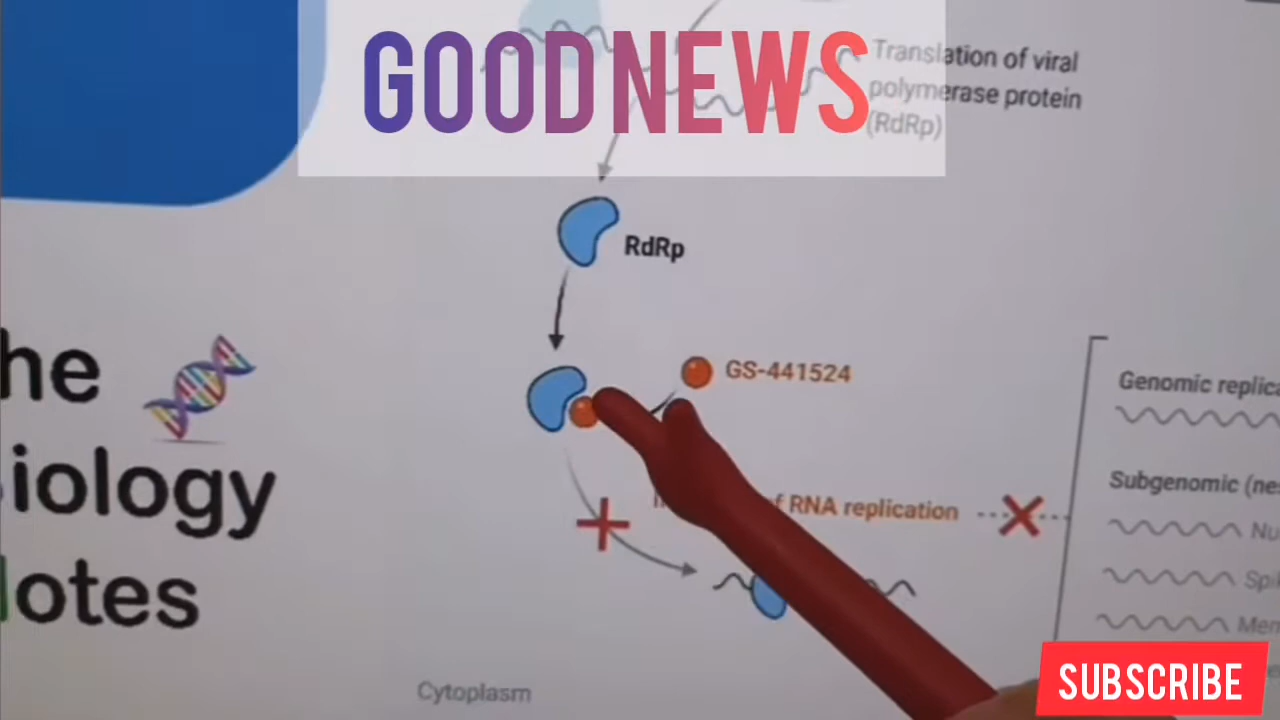 GOOD NEWS
Translation of viral
polymerase protein
(RdRp)
RdRp
GS-441524
of RNA replication
Genomic replica
Subgenomic (ne
Nu
Spi
Mem
he
iology
otes
Cytoplasm
SUBSCRIBE